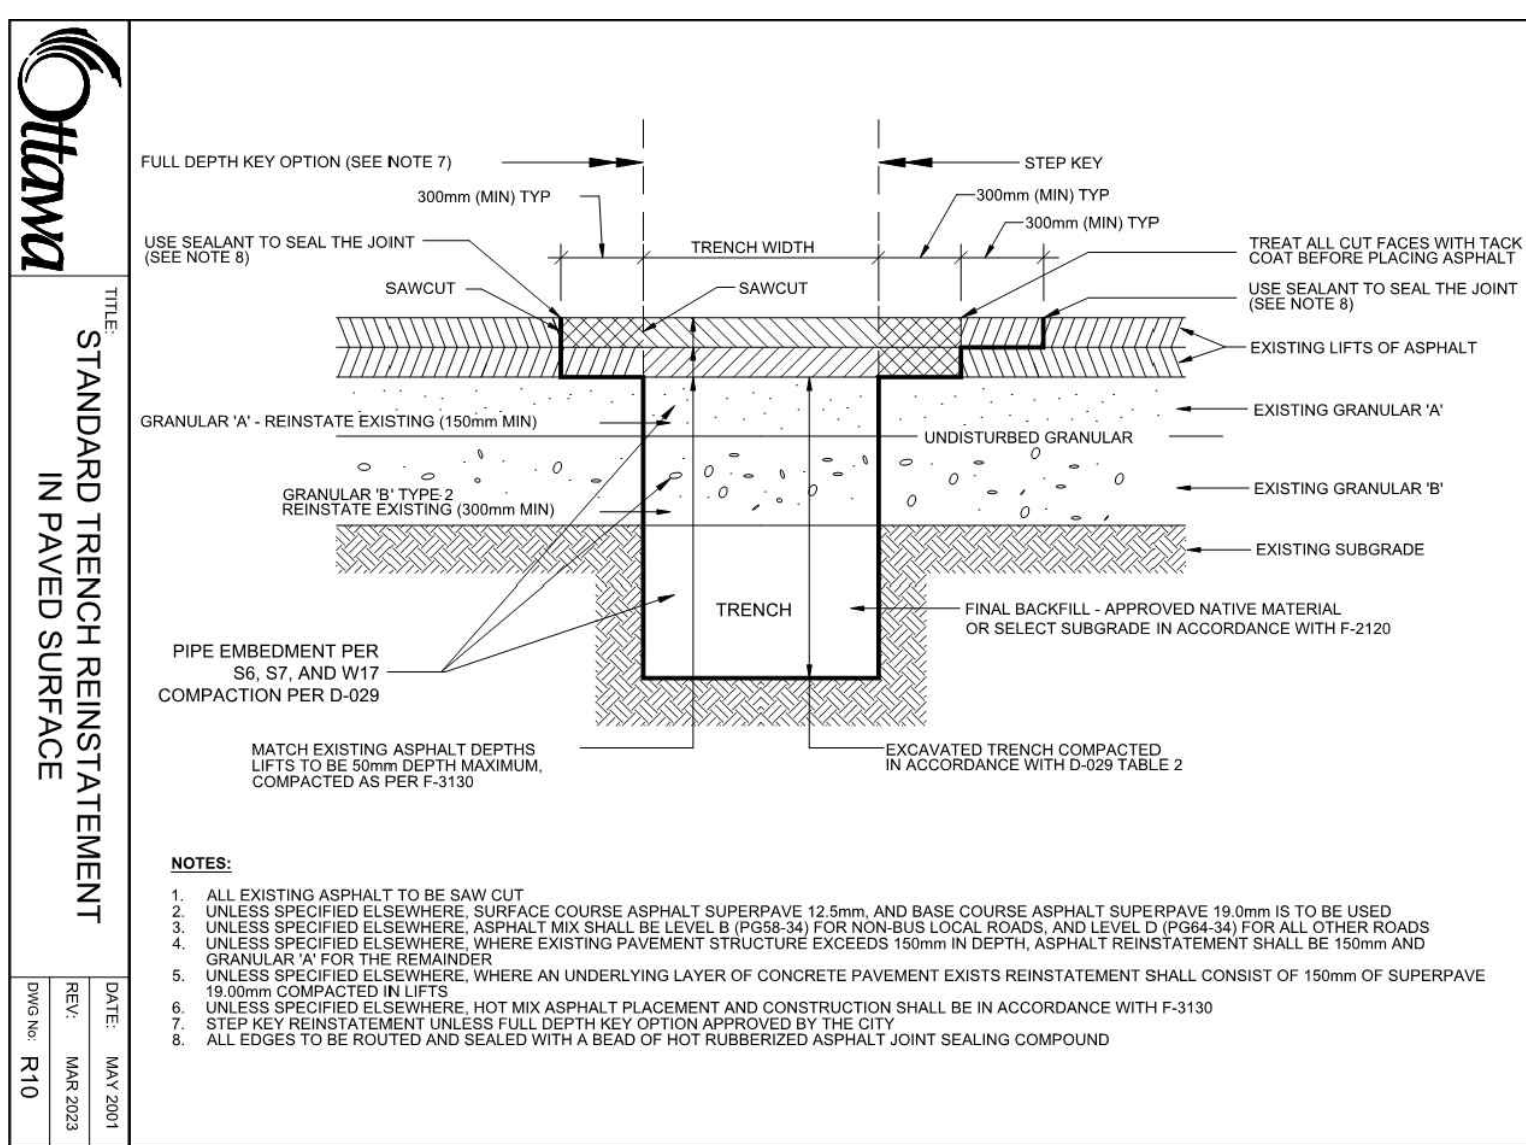 Ottawa
TITLE:
STANDARD TRENCH REINSTATEMENT
IN PAVED SURFACE
DATE: MAY 2001
REV: MAR 2023
DWG No: R10
FULL DEPTH KEY OPTION (SEE NOTE 7)
STEP KEY
300mm (MIN) TYP
300mm (MIN) TYP
300mm (MIN) TYP
USE SEALANT TO SEAL THE JOINT
(SEE NOTE 8)
TRENCH WIDTH
TREAT ALL CUT FACES WITH TACK
COAT BEFORE PLACING ASPHALT
SAWCUT
SAWCUT
USE SEALANT TO SEAL THE JOINT
(SEE NOTE 8)
EXISTING LIFTS OF ASPHALT
GRANULAR 'A' - REINSTATE EXISTING (150mm MIN)
EXISTING GRANULAR 'A'
UNDISTURBED GRANULAR
GRANULAR 'B' TYPE 2
REINSTATE EXISTING (300mm MIN)
EXISTING GRANULAR 'B'
EXISTING SUBGRADE
TRENCH
FINAL BACKFILL - APPROVED NATIVE MATERIAL
OR SELECT SUBGRADE IN ACCORDANCE WITH F-2120
PIPE EMBEDMENT PER
S6, S7, AND W17
COMPACTION PER D-029
MATCH EXISTING ASPHALT DEPTHS
LIFTS TO BE 50mm DEPTH MAXIMUM,
COMPACTED AS PER F-3130
EXCAVATED TRENCH COMPACTED
IN ACCORDANCE WITH D-029 TABLE 2
NOTES:
1. ALL EXISTING ASPHALT TO BE SAW CUT
2. UNLESS SPECIFIED ELSEWHERE, SURFACE COURSE ASPHALT SUPERPAVE 12.5mm, AND BASE COURSE ASPHALT SUPERPAVE 19.0mm IS TO BE USED
3. UNLESS SPECIFIED ELSEWHERE, ASPHALT MIX SHALL BE LEVEL B (PG58-34) FOR NON-BUS LOCAL ROADS, AND LEVEL D (PG64-34) FOR ALL OTHER ROADS
4. UNLESS SPECIFIED ELSEWHERE, WHERE EXISTING PAVEMENT STRUCTURE EXCEEDS 150mm IN DEPTH, ASPHALT REINSTATEMENT SHALL BE 150mm AND
GRANULAR 'A' FOR THE REMAINDER
5. UNLESS SPECIFIED ELSEWHERE, WHERE AN UNDERLYING LAYER OF CONCRETE PAVEMENT EXISTS REINSTATEMENT SHALL CONSIST OF 150mm OF SUPERPAVE
19.00mm COMPACTED IN LIFTS
6. UNLESS SPECIFIED ELSEWHERE, HOT MIX ASPHALT PLACEMENT AND CONSTRUCTION SHALL BE IN ACCORDANCE WITH F-3130
7. STEP KEY REINSTATEMENT UNLESS FULL DEPTH KEY OPTION APPROVED BY THE CITY
8. ALL EDGES TO BE ROUTED AND SEALED WITH A BEAD OF HOT RUBBERIZED ASPHALT JOINT SEALING COMPOUND